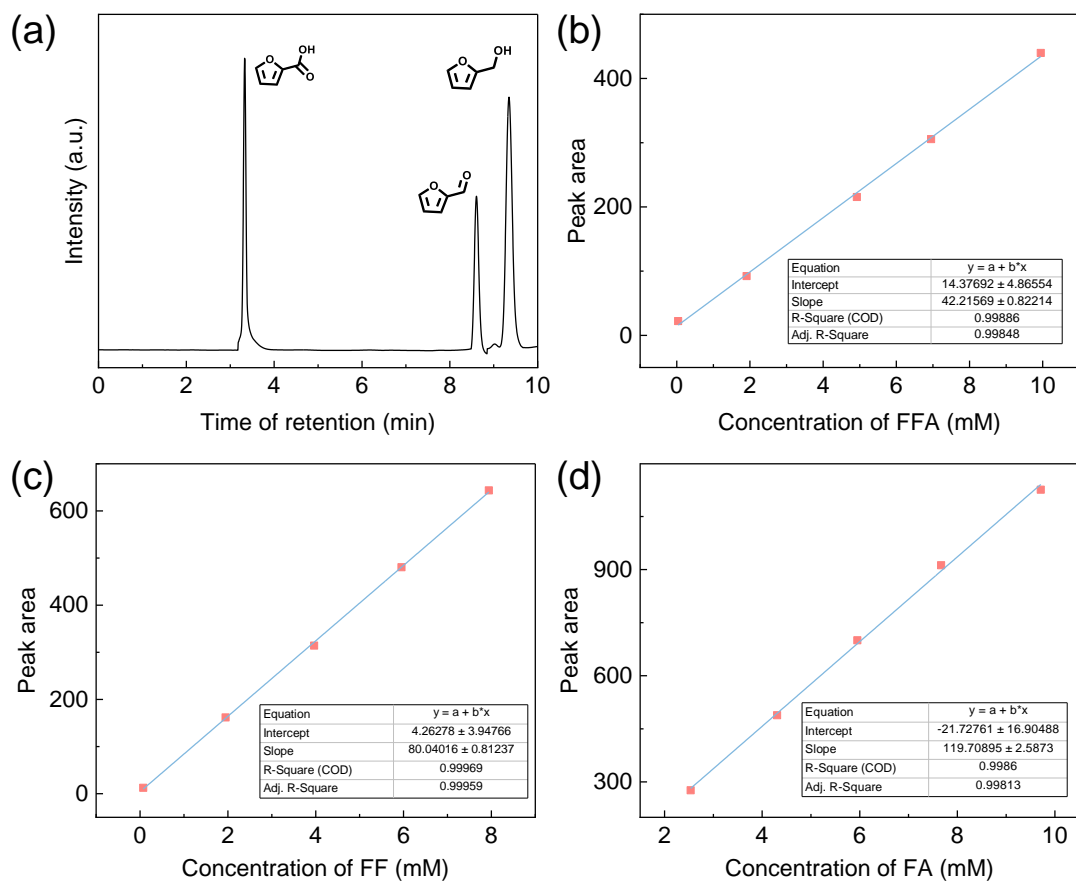 (a)
Intensity (a.u.)
O
OH
O
O
O
O
OH
0 2 4 6 8 10
Time of retention (min)
(b)
Peak area
400
200
0
Equation y = a + b*x
Intercept 14.37692 ± 4.86554
Slope 42.21569 ± 0.82214
R-Square (COD) 0.99886
Adj. R-Square 0.99848
0 2 4 6 8 10
Concentration of FFA (mM)
(c)
Peak area
600
400
200
0
Equation y = a + b*x
Intercept 4.26278 ± 3.94766
Slope 80.04016 ± 0.81237
R-Square (COD) 0.99969
Adj. R-Square 0.99959
0 2 4 6 8
Concentration of FF (mM)
(d)
Peak area
900
600
300
Equation y = a + b*x
Intercept -21.72761 ± 16.90488
Slope 119.70895 ± 2.5873
R-Square (COD) 0.9986
Adj. R-Square 0.99813
2 4 6 8 10
Concentration of FA (mM)